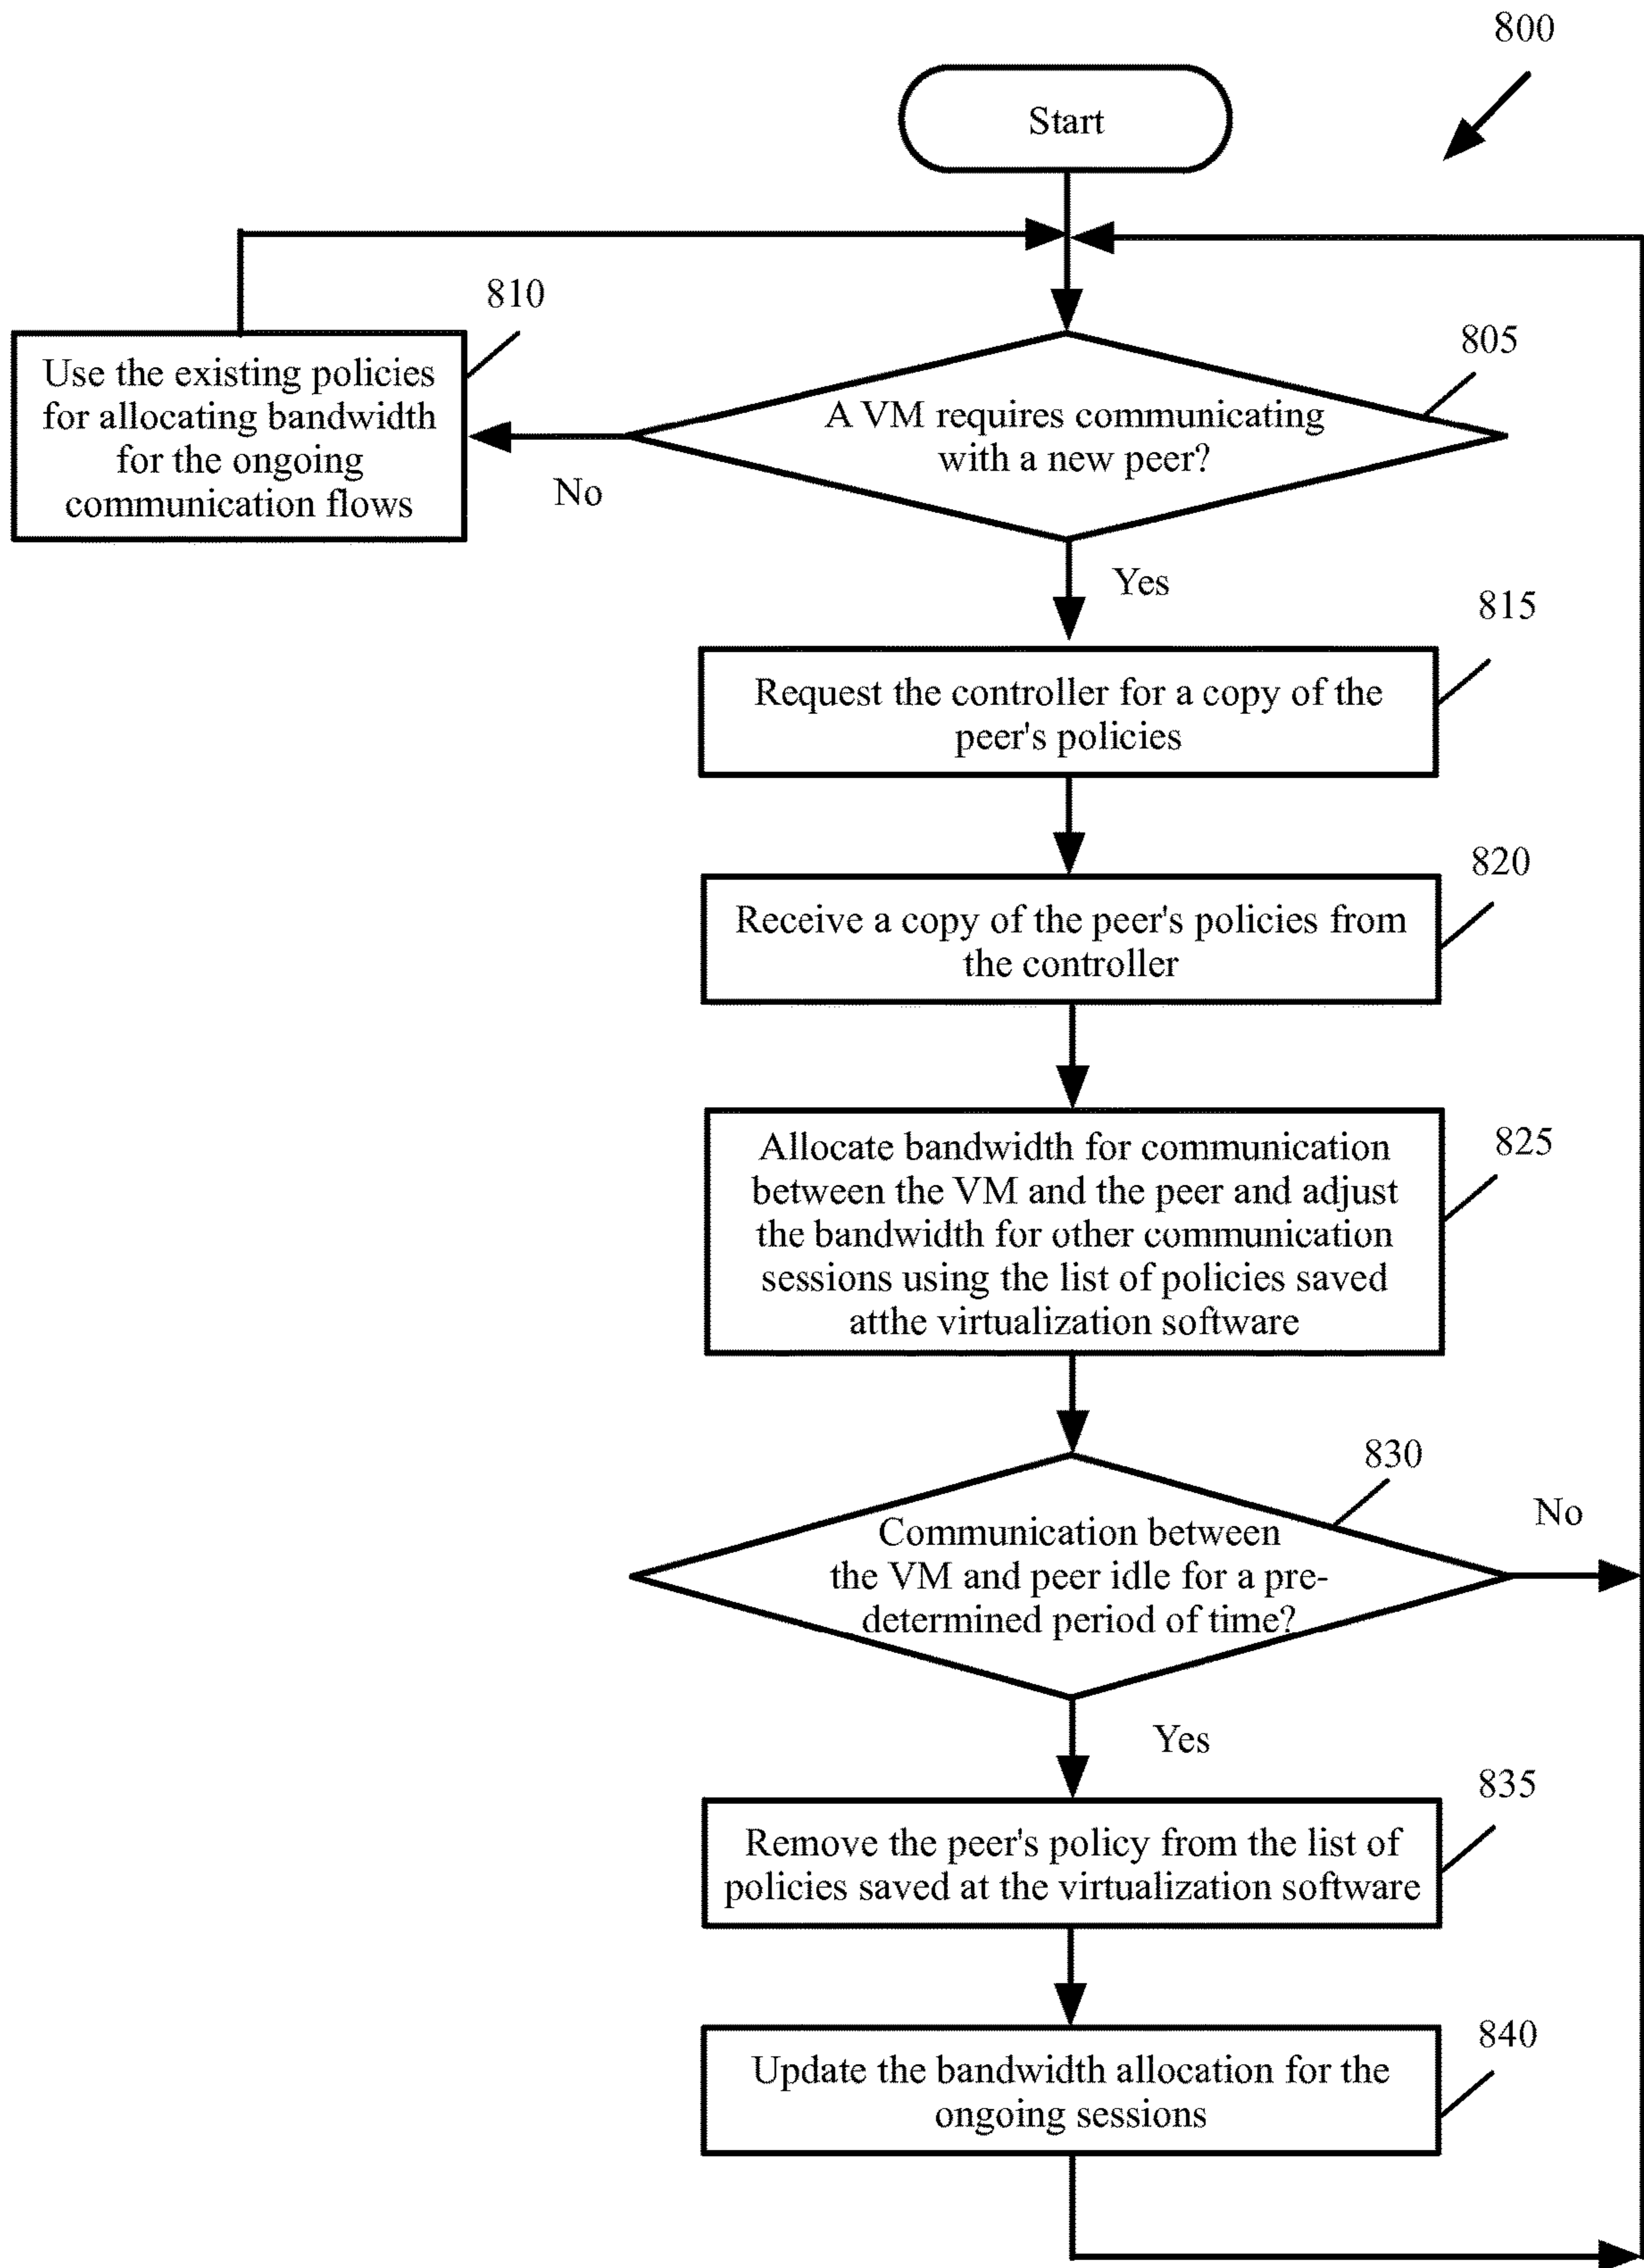 800
Start
810
805
Use the existing policies
for allocating bandwidth
for the ongoing
communication flows
A VM requires communicating
with a new peer?
No
Yes
815
Request the controller for a copy of the
peer's policies
820
Receive a copy of the peer's policies from
the controller
825
Allocate bandwidth for communication
between the VM and the peer and adjust
the bandwidth for other communication
sessions using the list of policies saved
atthe virtualization software
830
No
Communication between
the VM and peer idle for a pre-
determined period of time?
Yes
835
Remove the peer's policy from the list of
policies saved at the virtualization software
840
Update the bandwidth allocation for the
ongoing sessions